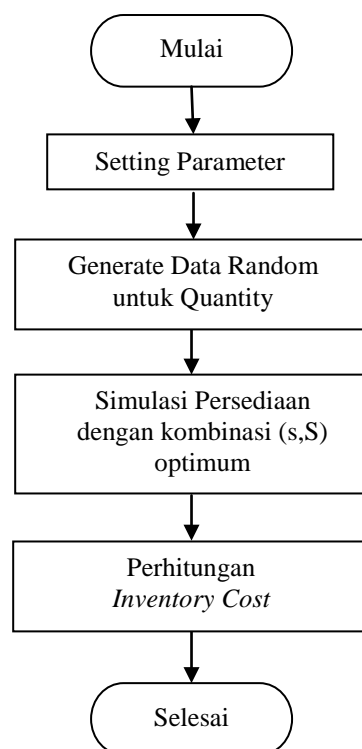 Mulai
Setting Parameter
Generate Data Random
untuk Quantity
Simulasi Persediaan
dengan kombinasi (s,S)
optimum
Perhitungan
Inventory Cost
Selesai